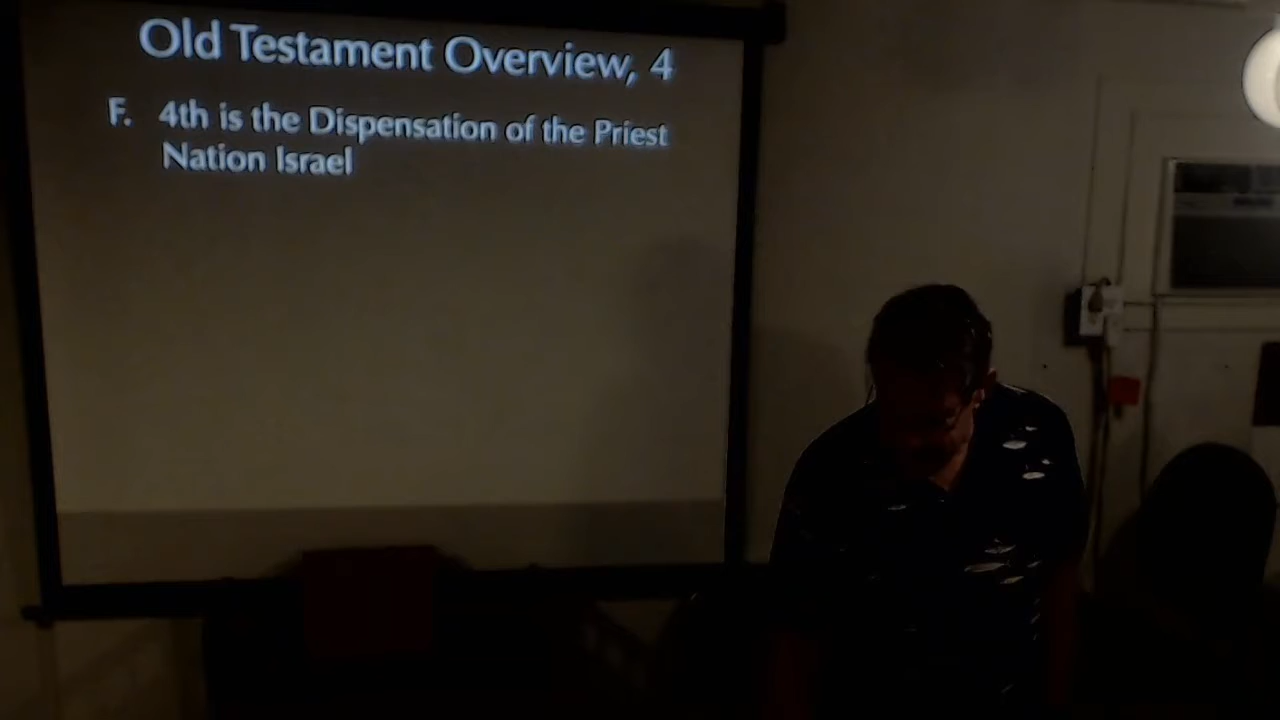 Old Testament Overview, 4
F. 4th is the Dispensation of the Priest
Nation Israel